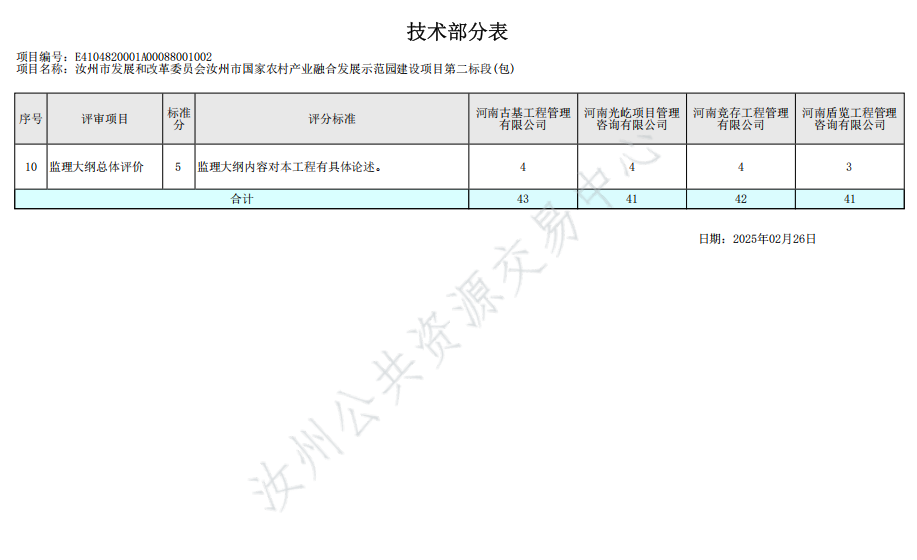 技术部分表
项目编号：E4104820001A00088001002
项目名称：汝州市发展和改革委员会汝州市国家农村产业融合发展示范园建设项目第二标段(包)
序号 评审项目 标准分 评分标准 河南古基工程管理有限公司 河南光屹项目管理咨询有限公司 河南竞存工程管理有限公司 河南盾览工程管理咨询有限公司
10 监理大纲总体评价 5 监理大纲内容对本工程有具体论述。 4 4 4 3
合计 43 41 42 41
日期：2025年02月26日
汝州公共资源交易中心